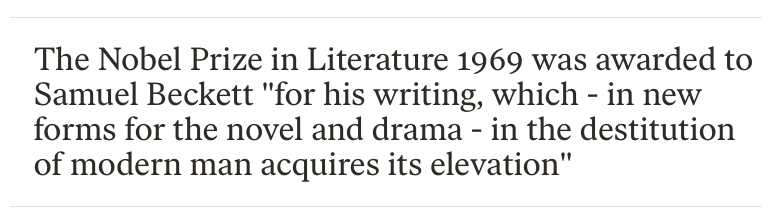 The Nobel Prize in Literature 1969 was awarded to
Samuel Beckett "for his writing, which - in new
forms for the novel and drama - in the destitution
of modern man acquires its elevation"